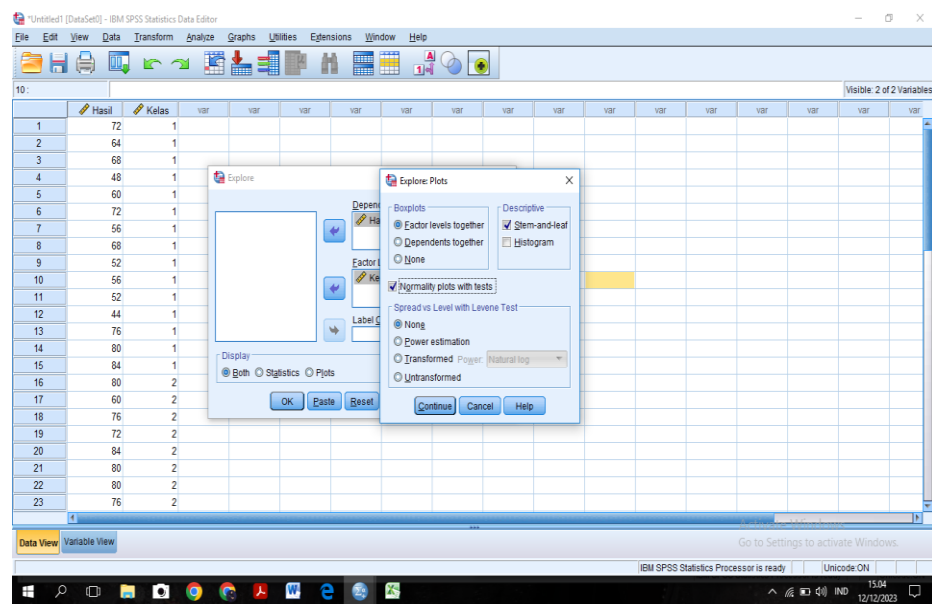 *Untitled1 [DataSet0] - IBM SPSS Statistics Data Editor
File Edit View Data Transform Analyze Graphs Utilities Extensions Window Help
10 :
Visible: 2 of 2 Variables
Hasil Kelas var var var var var var var var var var var var var var var
1 72 1
2 64 1
3 68 1
4 48 1
5 60 1
6 72 1
7 56 1
8 68 1
9 52 1
10 56 1
11 52 1
12 44 1
13 76 1
14 80 1
15 84 1
16 80 2
17 60 2
18 76 2
19 72 2
20 84 2
21 80 2
22 80 2
23 76 2
Explore
Depen
Ha
Factor L
Ke
Label C
Display
Both Statistics Plots
OK Paste Reset
Explore: Plots
Boxplots
Factor levels together
Dependents together
None
Descriptive
Stem-and-leaf
Histogram
Normality plots with tests
Spread vs Level with Levene Test
None
Power estimation
Transformed Power: Natural log
Untransformed
Continue Cancel Help
Data View Variable View
Go to Settings to activate Windows.
IBM SPSS Statistics Processor is ready Unicode:ON
IND 15.04
12/12/2023